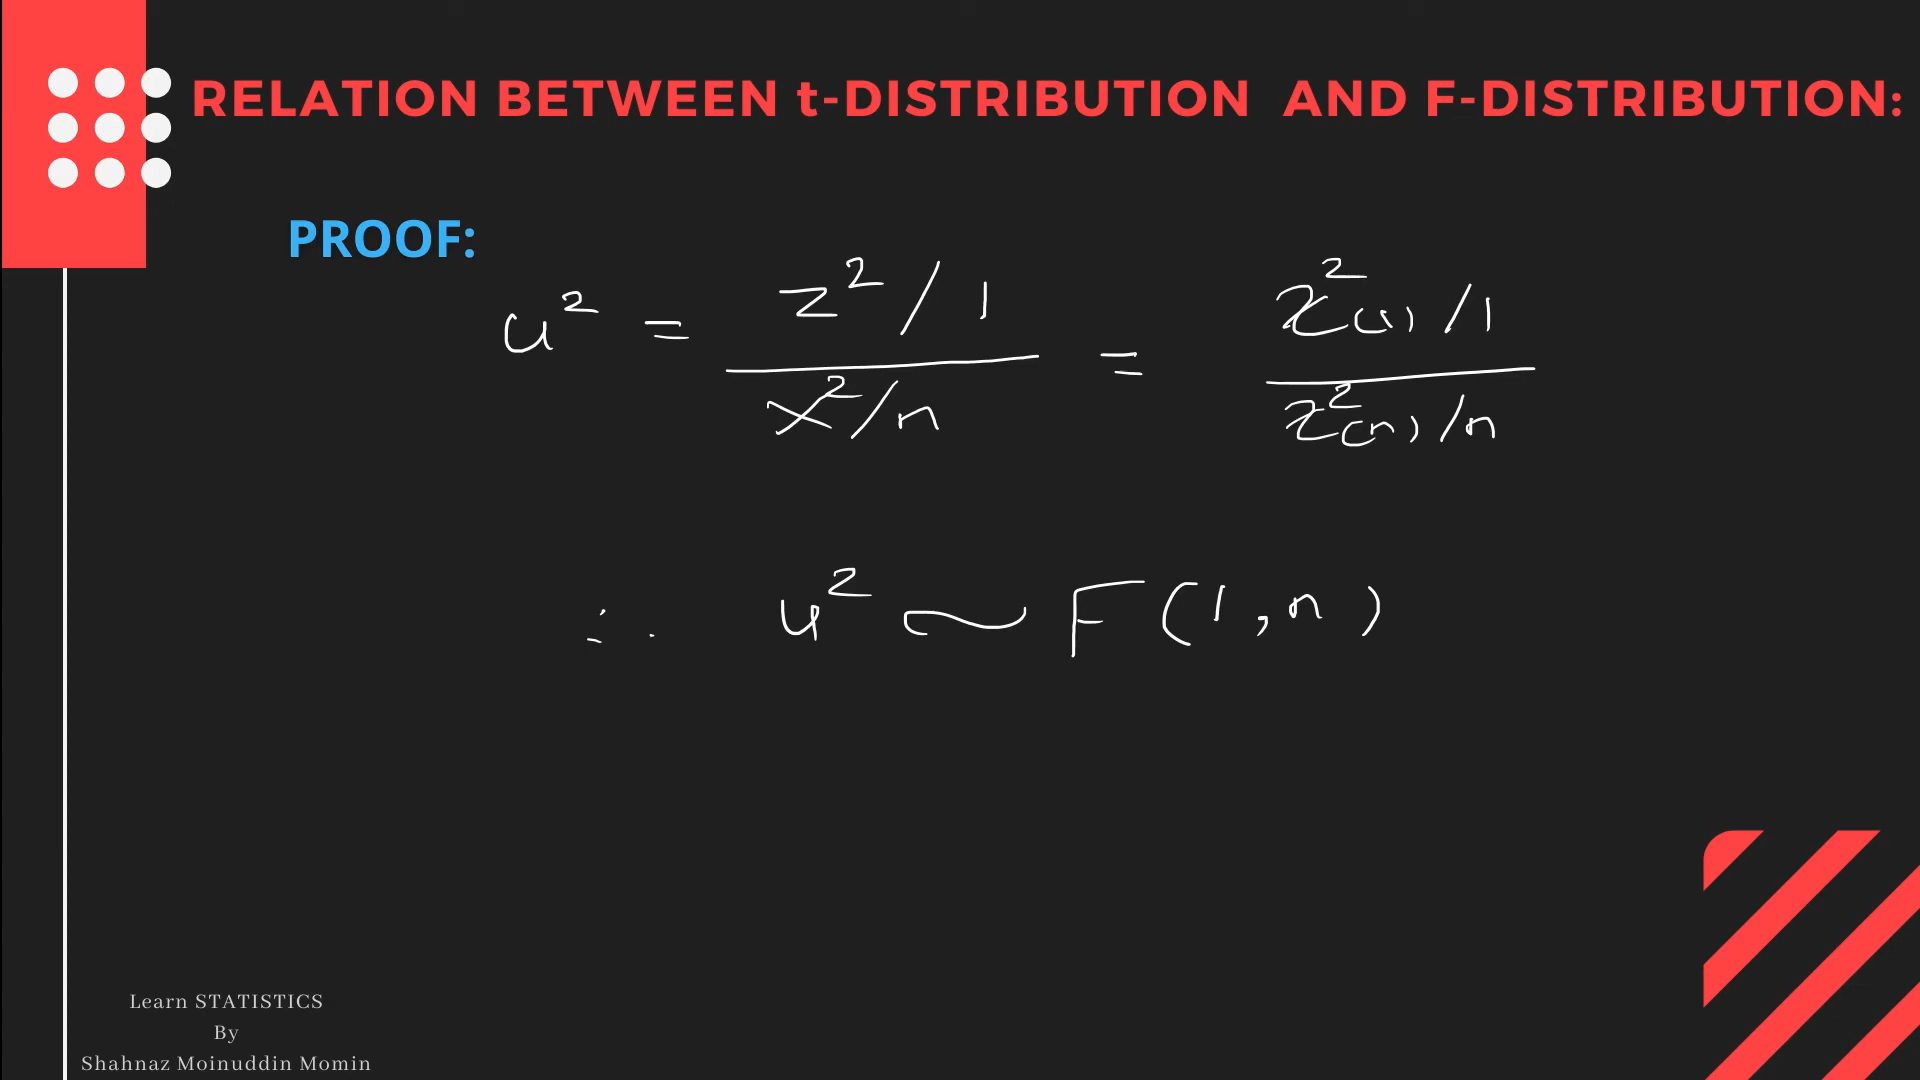 RELATION BETWEEN t-DISTRIBUTION AND F-DISTRIBUTION:
PROOF:
u² = (z² / 1) / (χ² / n) = (χ²(1) / 1) / (χ²(n) / n)
∴ u² ~ F(1, n)
Learn STATISTICS
By
Shahnaz Moinuddin Momin